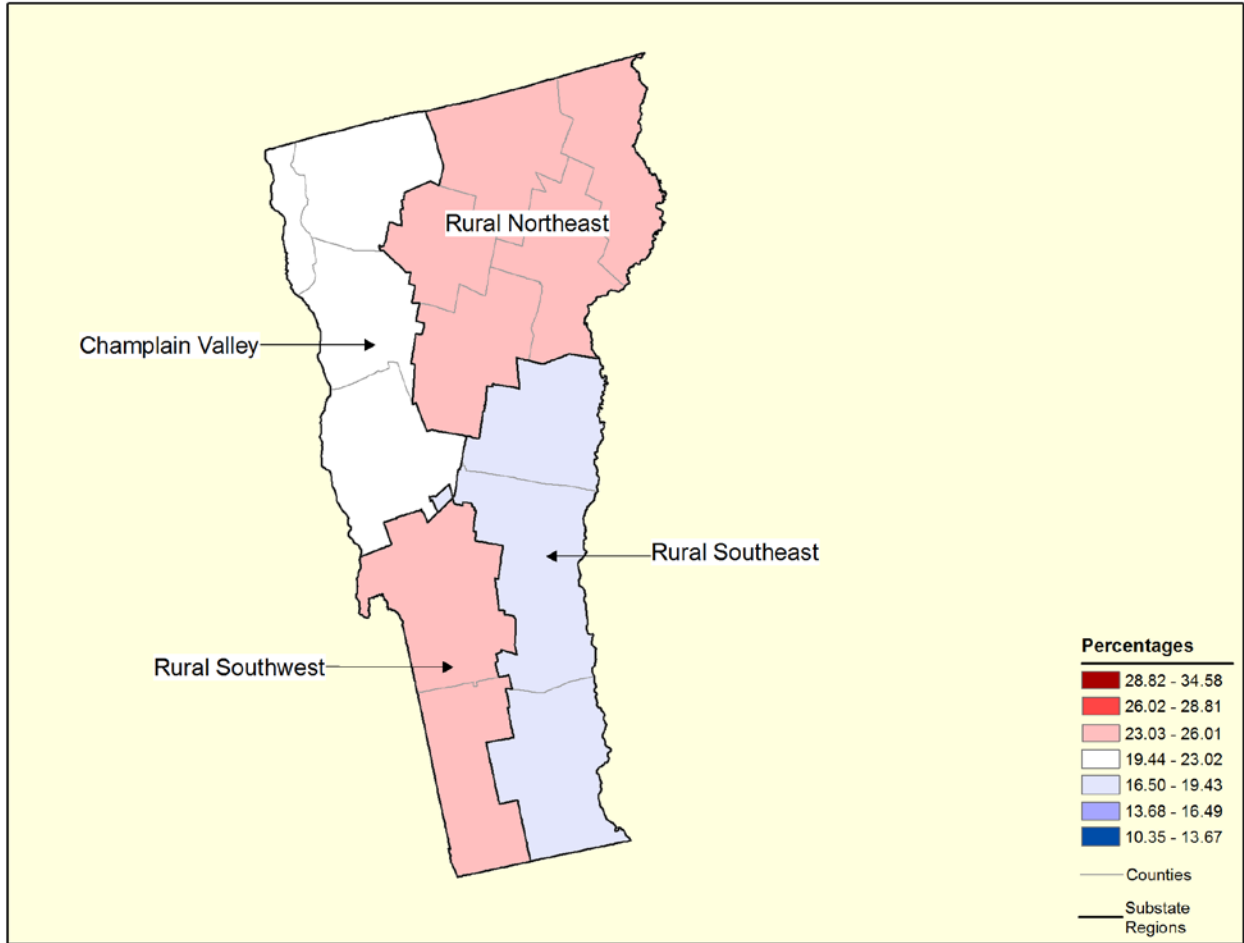 Rural Northeast
Champlain Valley
Rural Southeast
Rural Southwest
Percentages
28.82 - 34.58
26.02 - 28.81
23.03 - 26.01
19.44 - 23.02
16.50 - 19.43
13.68 - 16.49
10.35 - 13.67
Counties
Substate
Regions